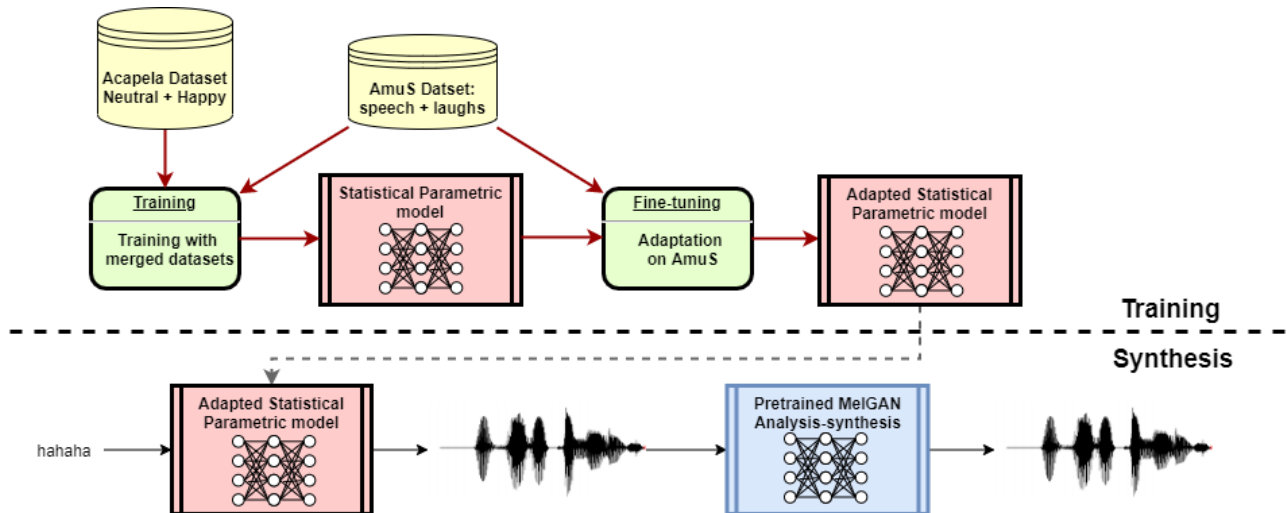 Acapela Dataset
Neutral + Happy
AmuS Datset:
speech + laughs
Training
Training with
merged datasets
Statistical Parametric
model
Fine-tuning
Adaptation
on AmuS
Adapted Statistical
Parametric model
Training
Synthesis
hahaha
Adapted Statistical
Parametric model
Pretrained MelGAN
Analysis-synthesis